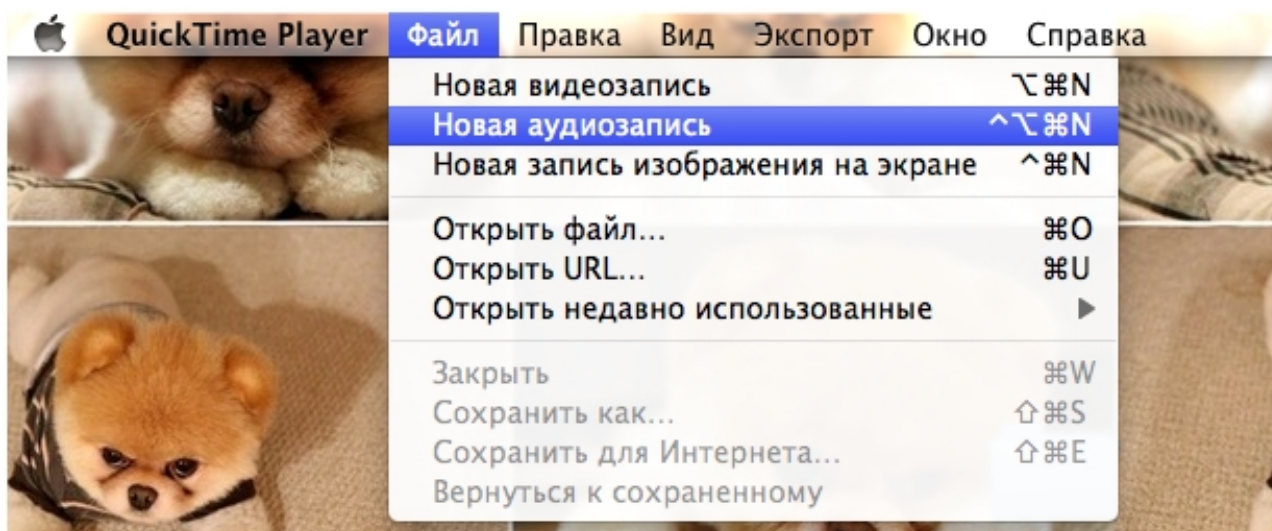 QuickTime Player Файл Правка Вид Экспорт Окно Справка
Новая видеозапись ⌥⌘N
Новая аудиозапись ^⌥⌘N
Новая запись изображения на экране ^⌘N
Открыть файл... ⌘O
Открыть URL... ⌘U
Открыть недавно использованные ▶
Закрыть ⌘W
Сохранить как... ⇧⌘S
Сохранить для Интернета... ⇧⌘E
Вернуться к сохраненному